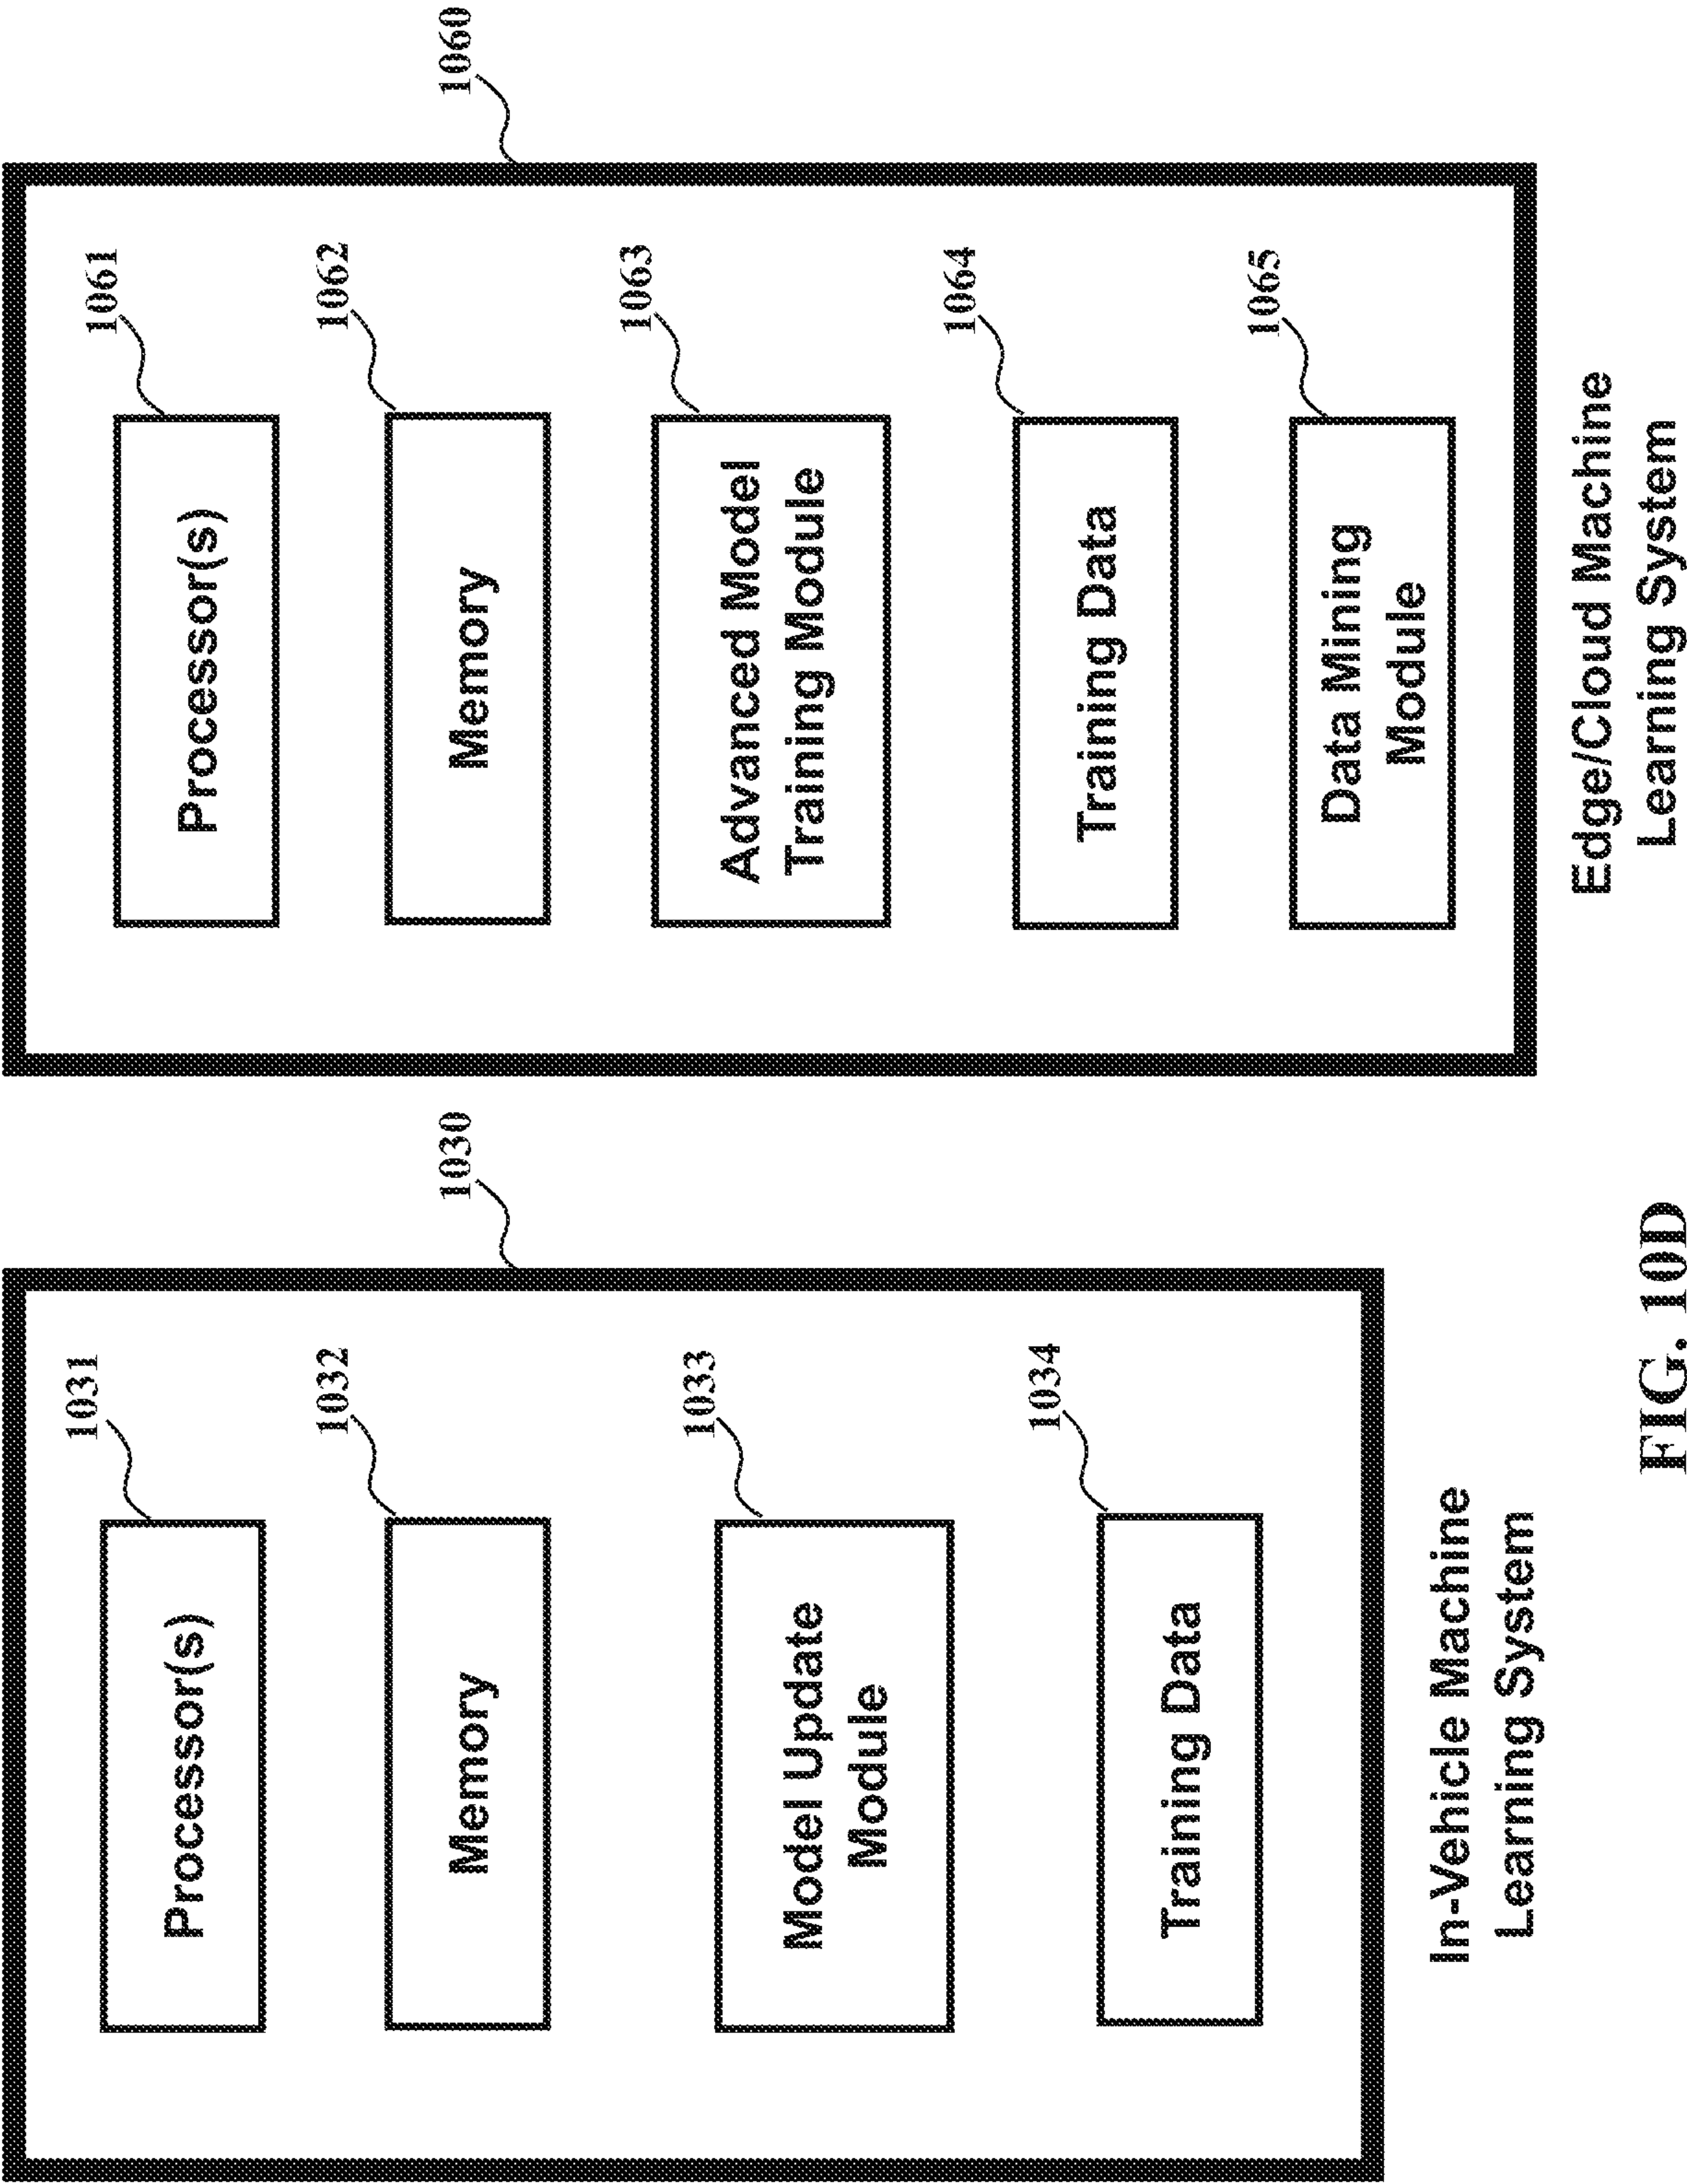 1030
1031
Processor(s)
1032
Memory
1033
Model Update
Module
1034
Training Data
In-Vehicle Machine
Learning System
1060
1061
Processor(s)
1062
Memory
1063
Advanced Model
Training Module
1064
Training Data
1065
Data Mining
Module
Edge/Cloud Machine
Learning System
FIG. 10D